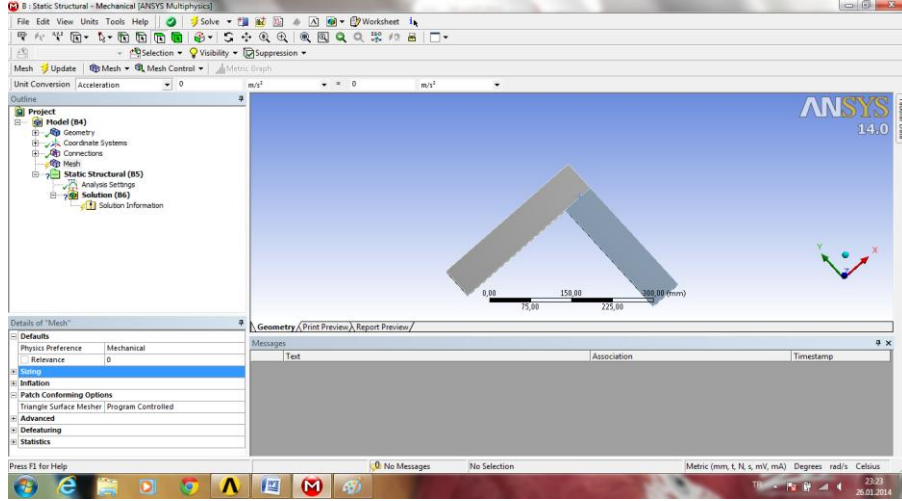 B : Static Structural - Mechanical [ANSYS Multiphysics]
File Edit View Units Tools Help Solve Worksheet
Selection Visibility Suppression
Mesh Update Mesh Mesh Control Metric Graph
Unit Conversion Acceleration 0 m/s² = 0 m/s²
Outline
Project
Model (B4)
Geometry
Coordinate Systems
Connections
Mesh
Static Structural (B5)
Analysis Settings
Solution (B6)
Solution Information
ANSYS
14.0
Y
X
0,00 150,00 300,00 (mm)
75,00 225,00
Geometry Print Preview Report Preview
Details of "Mesh"
Defaults
Physics Preference Mechanical
Relevance 0
Sizing
Inflation
Patch Conforming Options
Triangle Surface Mesher Program Controlled
Advanced
Defeaturing
Statistics
Messages
Text Association Timestamp
Press F1 for Help 0 No Messages No Selection Metric (mm, t, N, s, mV, mA) Degrees rad/s Celsius
TR
23:23
26.01.2014